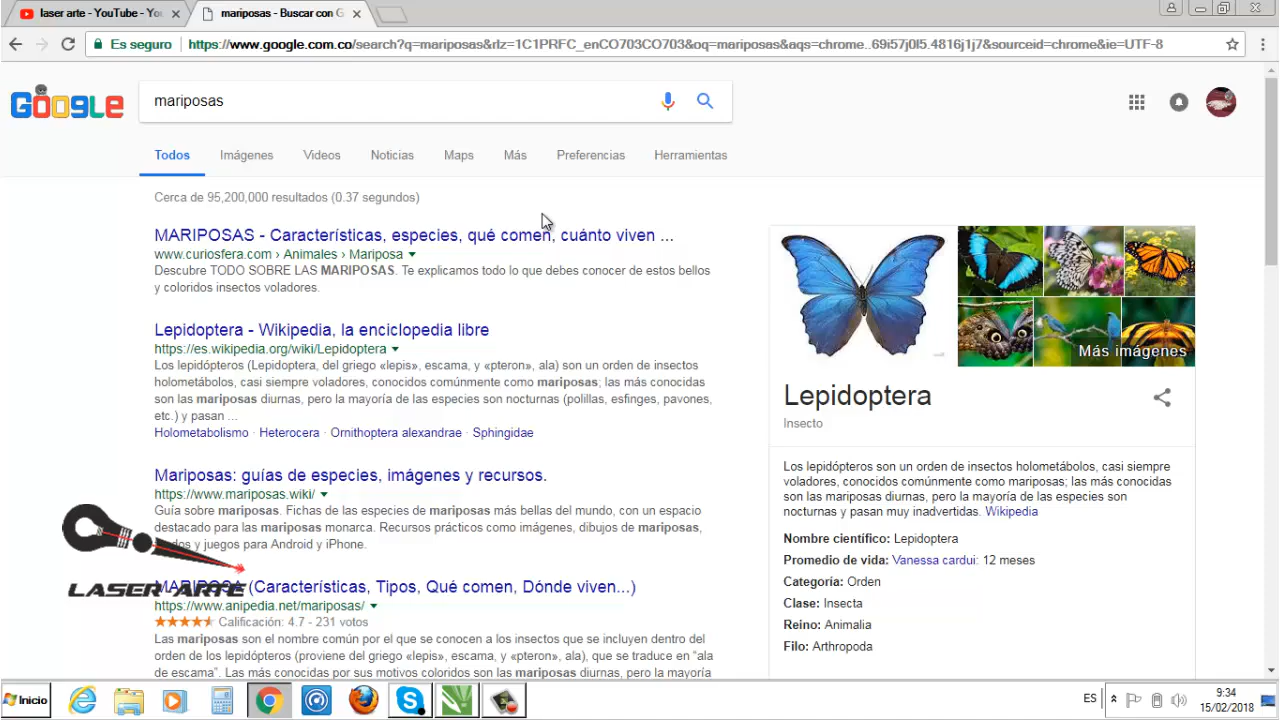 laser arte - YouTube - Yo
mariposas - Buscar con G
Es seguro
https://www.google.com.co/search?q=mariposas&rlz=1C1PRFC_enCO703CO703&oq=mariposas&aqs=chrome..69i57j0l5.4816j1j7&sourceid=chrome&ie=UTF-8
Google
mariposas
Todos Imágenes Videos Noticias Maps Más Preferencias Herramientas
Cerca de 95,200,000 resultados (0.37 segundos)
MARIPOSAS - Características, especies, qué comen, cuánto viven ...
www.curiosfera.com › Animales › Mariposa
Descubre TODO SOBRE LAS MARIPOSAS. Te explicamos todo lo que debes conocer de estos bellos
y coloridos insectos voladores.
Lepidoptera - Wikipedia, la enciclopedia libre
https://es.wikipedia.org/wiki/Lepidoptera
Los lepidópteros (Lepidoptera, del griego «lepis», escama, y «pteron», ala) son un orden de insectos
holometábolos, casi siempre voladores, conocidos comúnmente como mariposas; las más conocidas
son las mariposas diurnas, pero la mayoría de las especies son nocturnas (polillas, esfinges, pavones,
etc.) y pasan ...
Holometabolismo · Heterocera · Ornithoptera alexandrae · Sphingidae
Mariposas: guías de especies, imágenes y recursos.
https://www.mariposas.wiki/
Guía sobre mariposas. Fichas de las especies de mariposas más bellas del mundo, con un espacio
destacado para las mariposas monarca. Recursos prácticos como imágenes, dibujos de mariposas,
y juegos para Android y iPhone.
LASER ARTE
MARIPOSA (Características, Tipos, Qué comen, Dónde viven...)
https://www.anipedia.net/mariposas/
Calificación: 4.7 - 231 votos
Las mariposas son el nombre común por el que se conocen a los insectos que se incluyen dentro del
orden de los lepidópteros (proviene del griego «lepis», escama, y «pteron», ala), que se traduce en “ala
de escama”. Las más conocidas por sus motivos coloridos son las mariposas diurnas, pero la mayoría
Más imágenes
Lepidoptera
Insecto
Los lepidópteros son un orden de insectos holometábolos, casi siempre
voladores, conocidos comúnmente como mariposas; las más conocidas
son las mariposas diurnas, pero la mayoría de las especies son
nocturnas y pasan muy inadvertidas. Wikipedia
Nombre científico: Lepidoptera
Promedio de vida: Vanessa cardui: 12 meses
Categoría: Orden
Clase: Insecta
Reino: Animalia
Filo: Arthropoda
Inicio
ES
9:34
15/02/2018